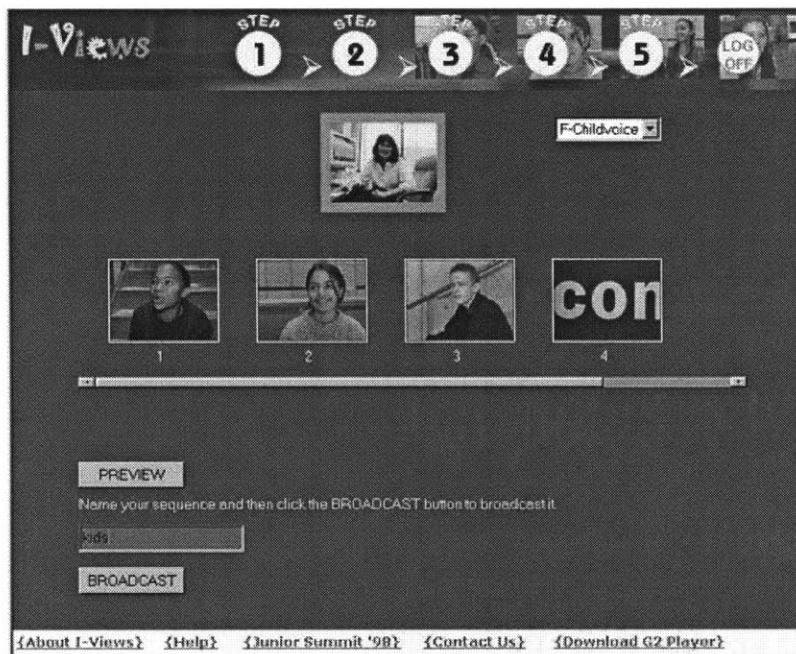 I-Views
STEP 1 STEP 2 STEP 3 STEP 4 STEP 5 LOG OFF
F-Childvoice
con
1 2 3 4
PREVIEW
Name your sequence and then click the BROADCAST button to broadcast it.
kids
BROADCAST
{About I-Views} {Help} {Junior Summit '98} {Contact Us} {Download G2 Player}